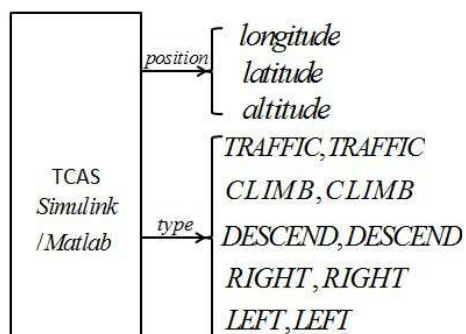 TCAS
Simulink
/Matlab
position
longitude
latitude
altitude
type
TRAFFIC,TRAFFIC
CLIMB,CLIMB
DESCEND,DESCEND
RIGHT,RIGHT
LEFT,LEFT